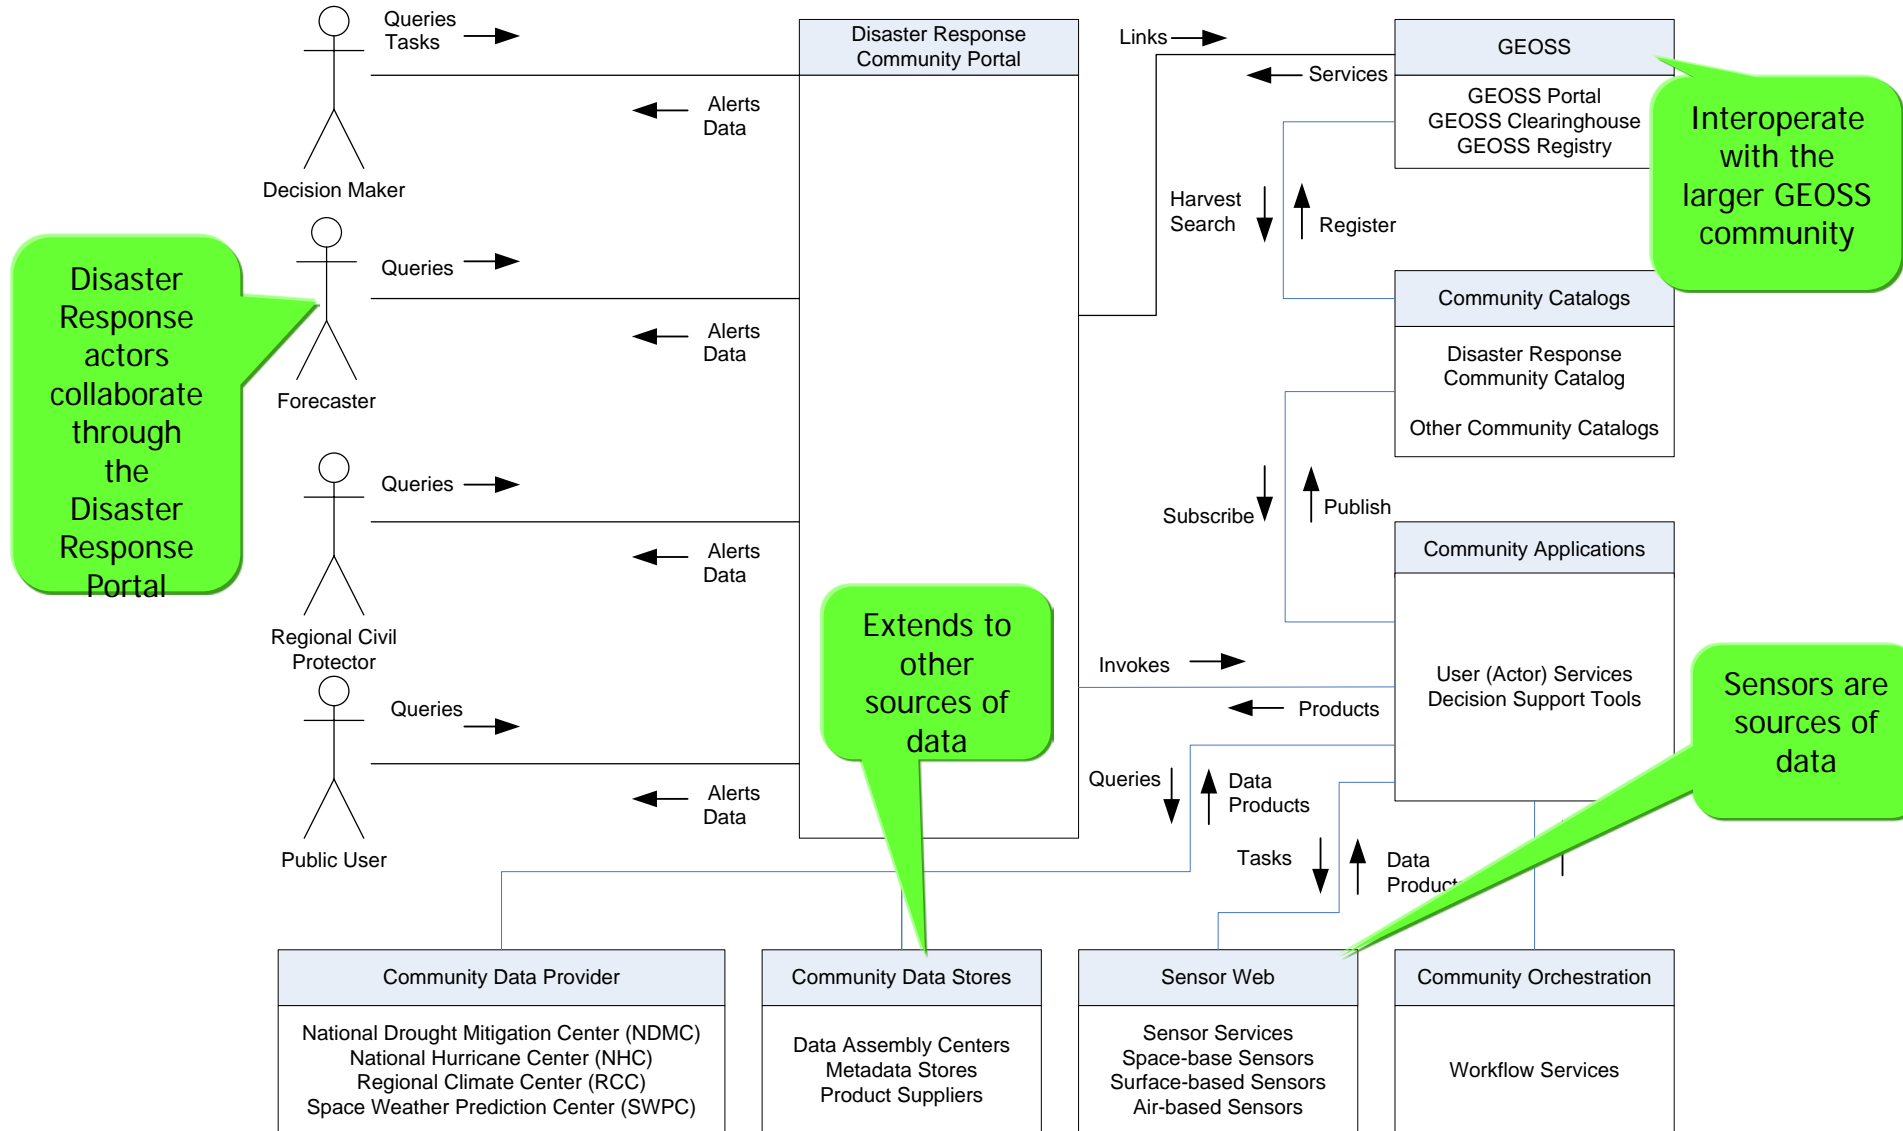 Queries
Tasks
Alerts
Data
Decision Maker
Queries
Alerts
Data
Forecaster
Queries
Alerts
Data
Regional Civil
Protector
Queries
Alerts
Data
Public User
Disaster
Response
actors
collaborate
through
the
Disaster
Response
Portal
Disaster Response
Community Portal
Links
Services
GEOSS
GEOSS Portal
GEOSS Clearinghouse
GEOSS Registry
Interoperate
with the
larger GEOSS
community
Harvest
Search
Register
Community Catalogs
Disaster Response
Community Catalog
Other Community Catalogs
Subscribe
Publish
Community Applications
User (Actor) Services
Decision Support Tools
Invokes
Products
Extends to
other
sources of
data
Sensors are
sources of
data
Queries
Data
Products
Tasks
Data
Product
Community Data Provider
National Drought Mitigation Center (NDMC)
National Hurricane Center (NHC)
Regional Climate Center (RCC)
Space Weather Prediction Center (SWPC)
Community Data Stores
Data Assembly Centers
Metadata Stores
Product Suppliers
Sensor Web
Sensor Services
Space-base Sensors
Surface-based Sensors
Air-based Sensors
Community Orchestration
Workflow Services